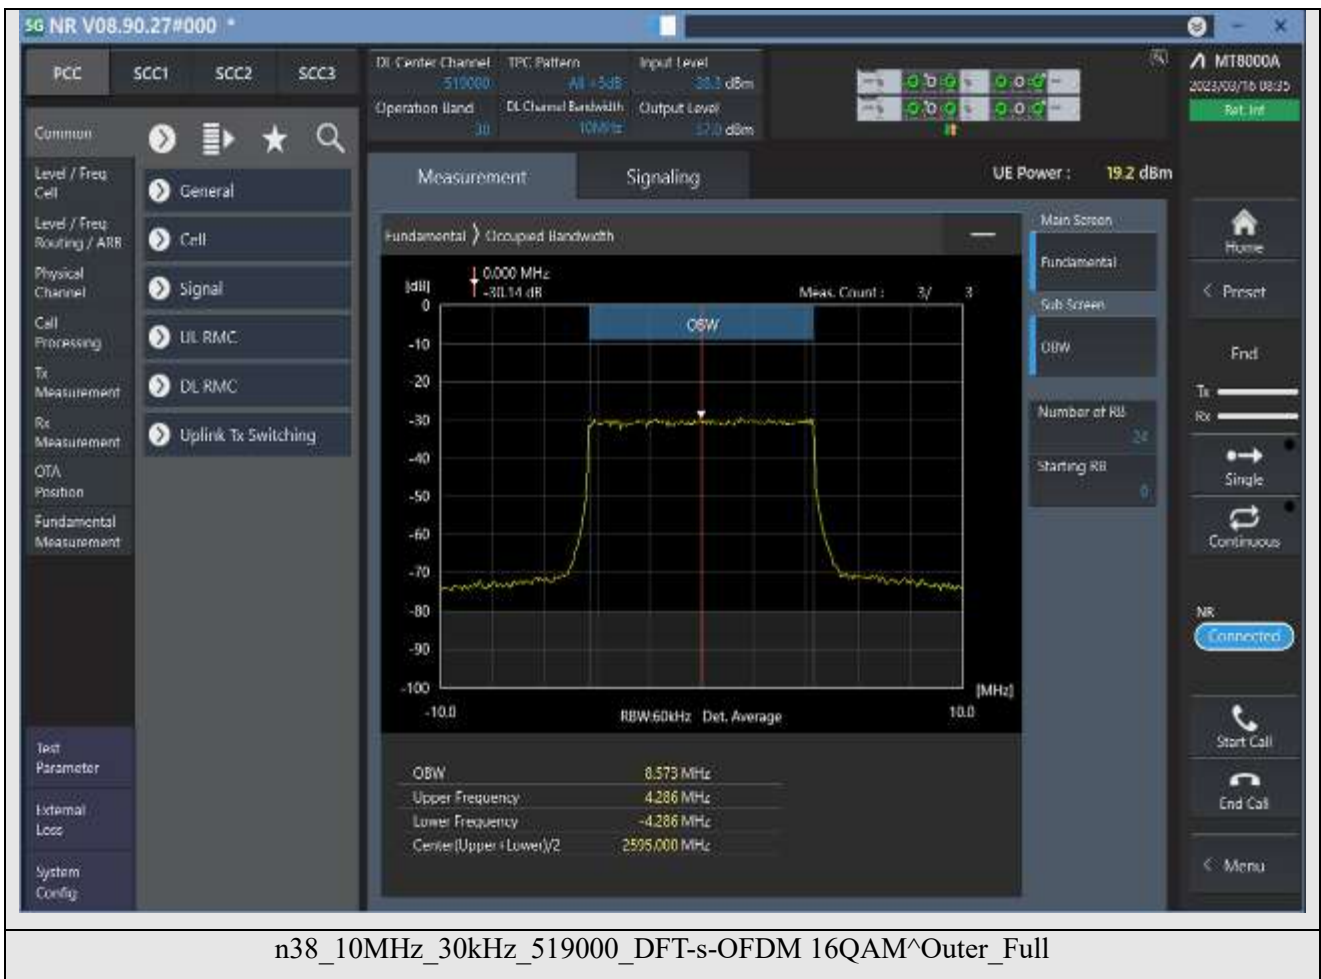 5G NR V08.90.27#000 *
PCC SCC1 SCC2 SCC3
DL Center Channel TPC Pattern Input Level
519000 All +3dB dBm
Operation Band DL Channel Bandwidth Output Level
10MHz dBm
MT8000A
2023/03/16 08:35
Ret. Int
Common
Level / Freq
Cell
Level / Freq
Routing / ARB
Physical
Channel
Call
Processing
Tx
Measurement
Rx
Measurement
OTA
Position
Fundamental
Measurement
Test
Parameter
External
Loss
System
Config
General
Cell
Signal
UL RMC
DL RMC
Uplink Tx Switching
Measurement Signaling UE Power : 19.2 dBm
Fundamental Occupied Bandwidth
[dB] 0.000 MHz
-30.14 dB Meas. Count : 3/ 3
OBW
0
-10
-20
-30
-40
-50
-60
-70
-80
-90
-100
[MHz]
-10.0 RBW:60kHz Det. Average 10.0
OBW 8.573 MHz
Upper Frequency 4.286 MHz
Lower Frequency -4.286 MHz
Center(Upper+Lower)/2 2595.000 MHz
Main Screen
Fundamental
Sub Screen
OBW
Number of RB
24
Starting RB
0
Home
< Preset
End
Tx
Rx
Single
Continuous
NR
Connected
Start Call
End Call
< Menu
n38_10MHz_30kHz_519000_DFT-s-OFDM 16QAM^Outer_Full